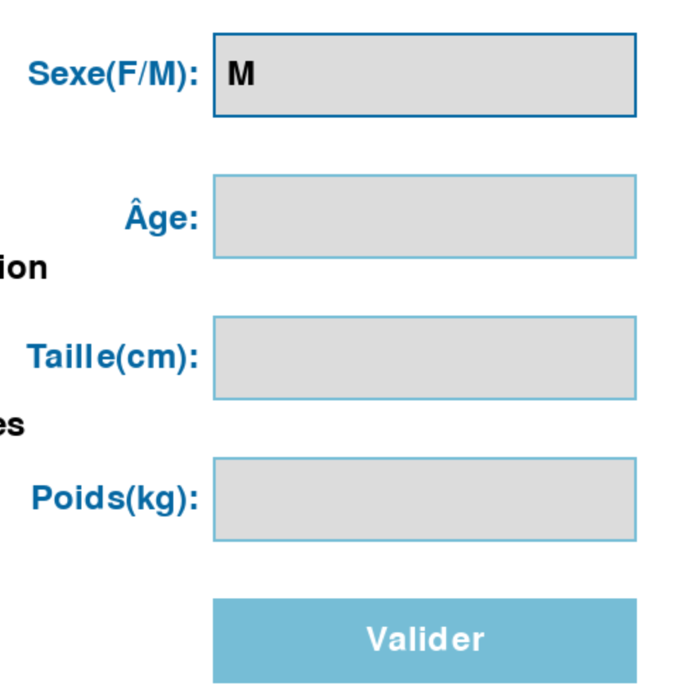 Sexe(F/M): M
Âge:
ion
Taille(cm):
es
Poids(kg):
Valider